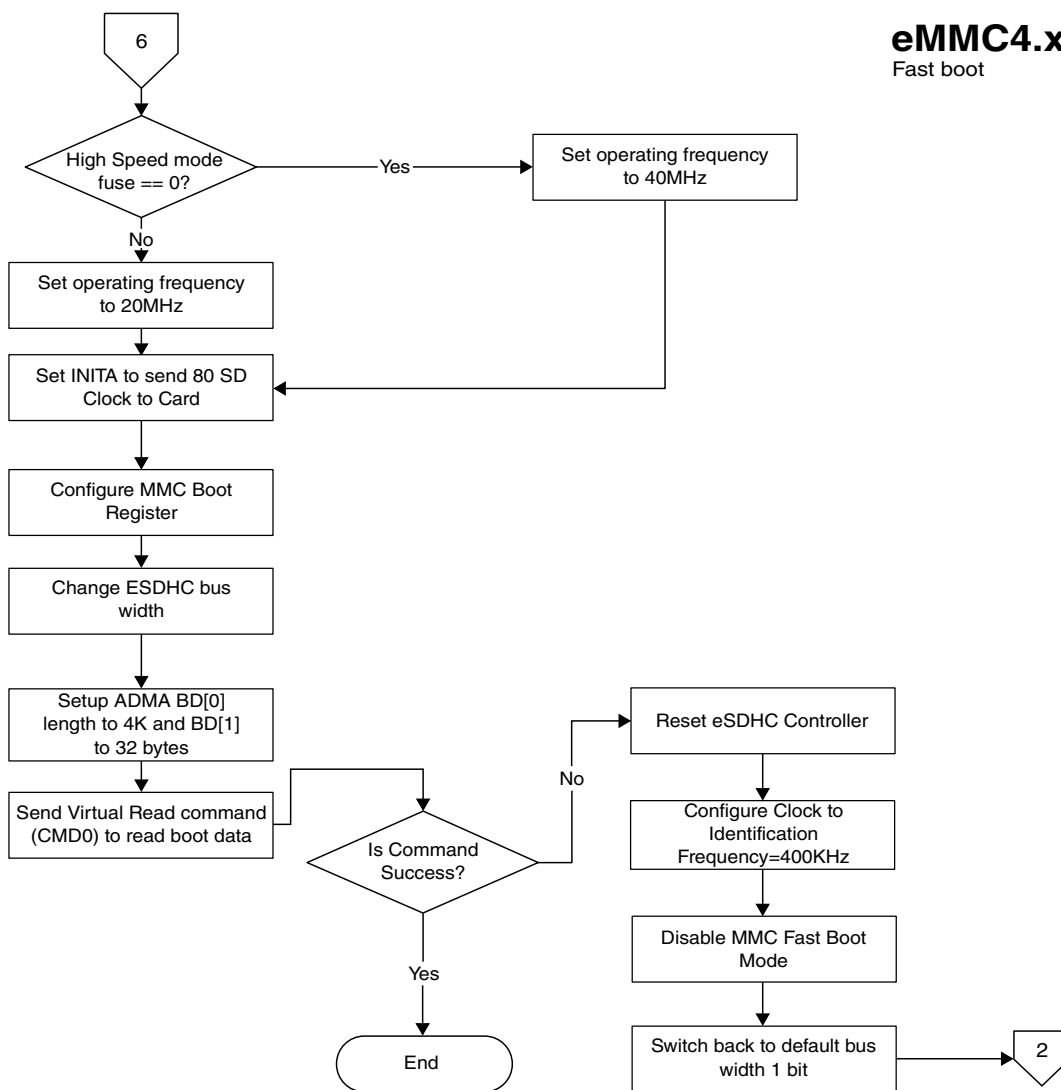 eMMC4.x
Fast boot
6
High Speed mode
fuse == 0?
Yes
Set operating frequency
to 40MHz
No
Set operating frequency
to 20MHz
Set INITA to send 80 SD
Clock to Card
Configure MMC Boot
Register
Change ESDHC bus
width
Setup ADMA BD[0]
length to 4K and BD[1]
to 32 bytes
Send Virtual Read command
(CMD0) to read boot data
Is Command
Success?
Yes
End
No
Reset eSDHC Controller
Configure Clock to
Identification
Frequency=400KHz
Disable MMC Fast Boot
Mode
Switch back to default bus
width 1 bit
2